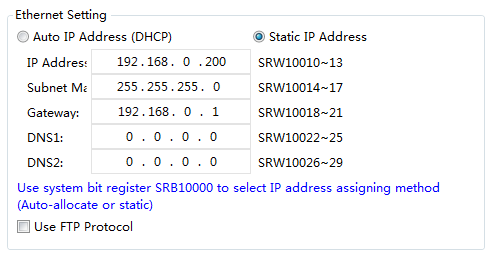 Ethernet Setting
Auto IP Address (DHCP) Static IP Address
IP Address 192.168. 0 .200 SRW10010~13
Subnet Ma 255.255.255. 0 SRW10014~17
Gateway: 192.168. 0 . 1 SRW10018~21
DNS1: 0 . 0 . 0 . 0 SRW10022~25
DNS2: 0 . 0 . 0 . 0 SRW10026~29
Use system bit register SRB10000 to select IP address assigning method
(Auto-allocate or static)
Use FTP Protocol